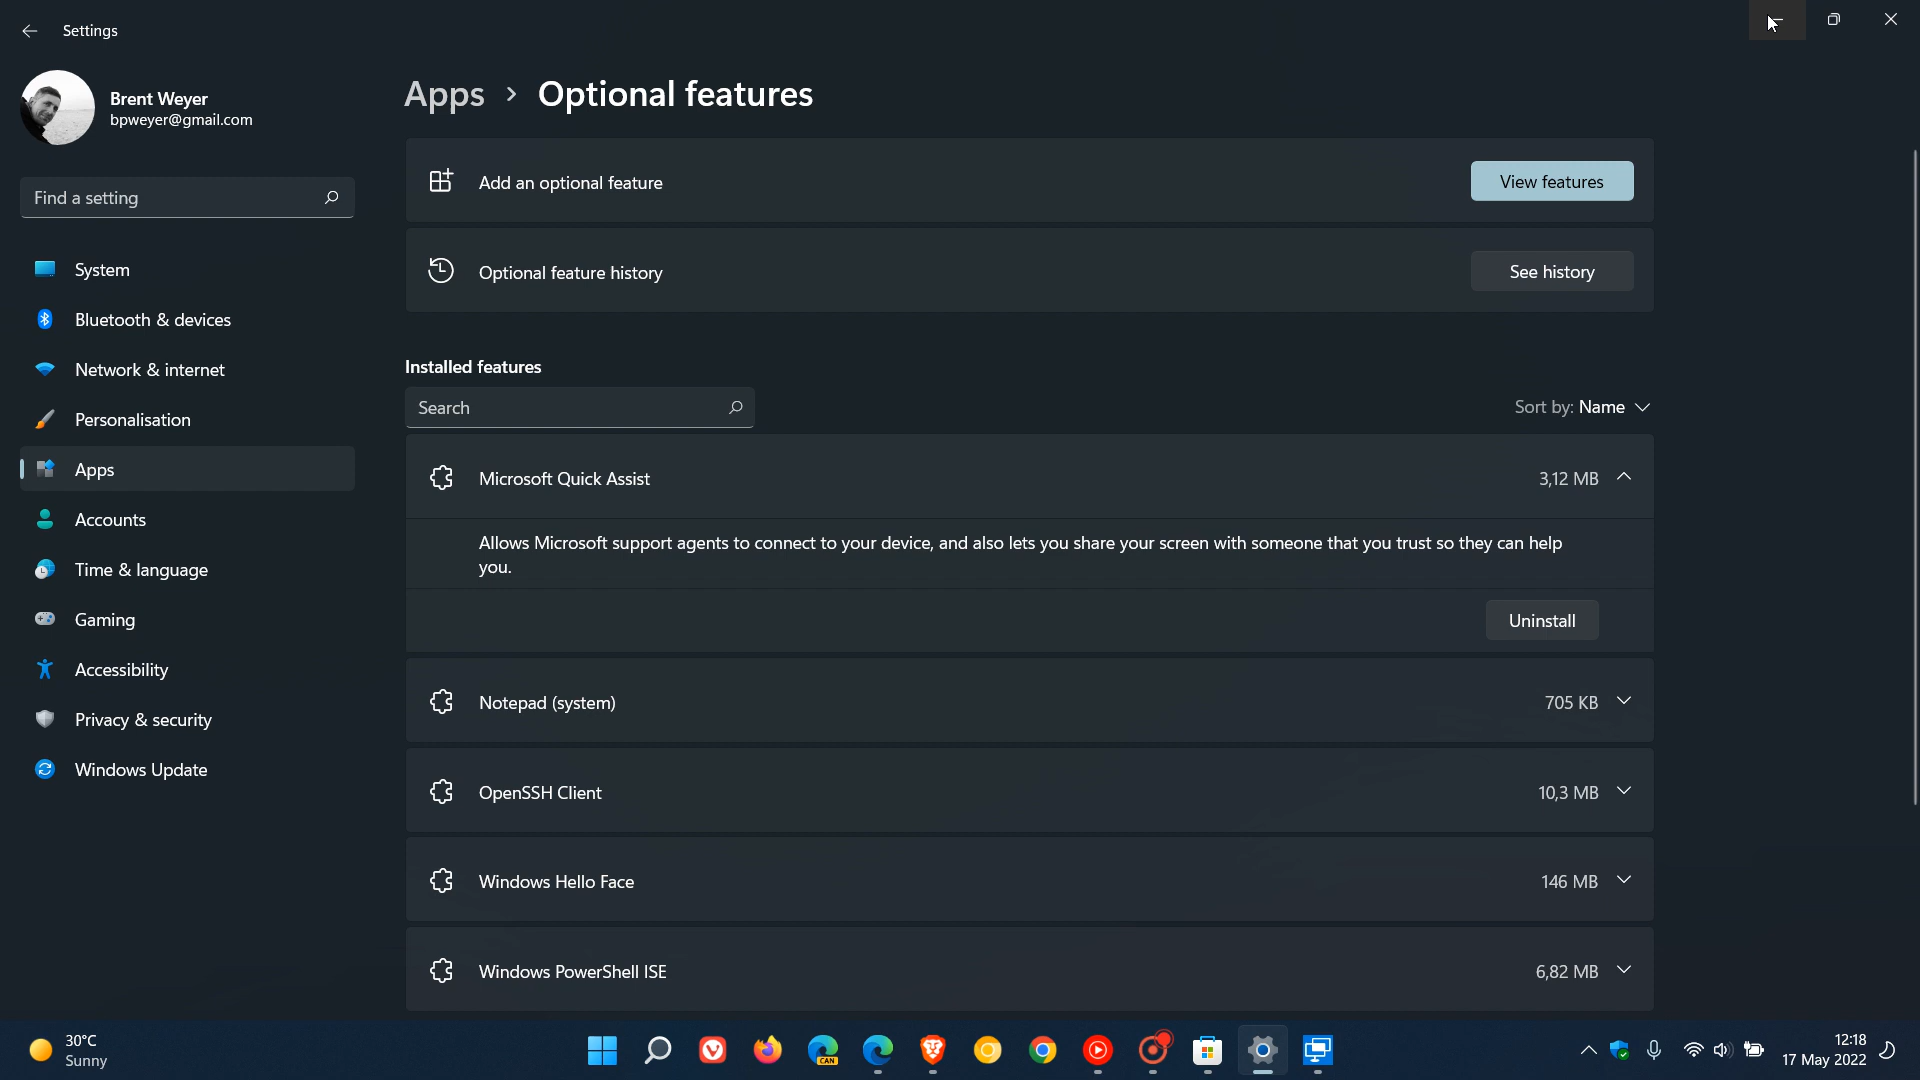 Settings
Brent Weyer
bpweyer@gmail.com
Find a setting
System
Bluetooth & devices
Network & internet
Personalisation
Apps
Accounts
Time & language
Gaming
Accessibility
Privacy & security
Windows Update
Apps > Optional features
Add an optional feature
View features
Optional feature history
See history
Installed features
Search
Sort by: Name
Microsoft Quick Assist
3,12 MB
Allows Microsoft support agents to connect to your device, and also lets you share your screen with someone that you trust so they can help
you.
Uninstall
Notepad (system)
705 KB
OpenSSH Client
10,3 MB
Windows Hello Face
146 MB
Windows PowerShell ISE
6,82 MB
30°C
Sunny
CAN
12:18
17 May 2022